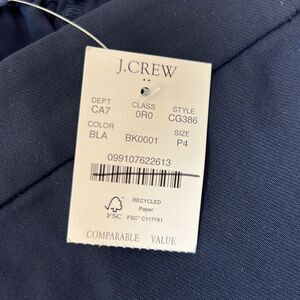 J.CREW
DEPT CLASS STYLE
CA7 0R0 CG386
COLOR SIZE
BLA BK0001 P4
099107622613
RECYCLED
Paper
FSC FSC® C117781
COMPARABLE VALUE